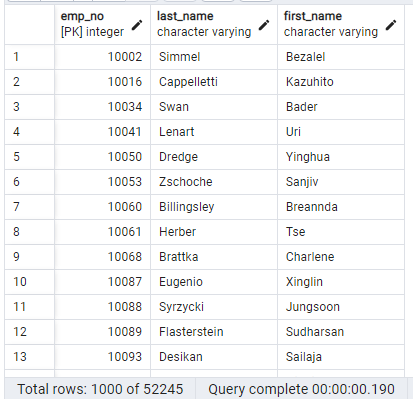 emp_no last_name first_name
[PK] integer character varying character varying
1 10002 Simmel Bezalel
2 10016 Cappelletti Kazuhito
3 10034 Swan Bader
4 10041 Lenart Uri
5 10050 Dredge Yinghua
6 10053 Zschoche Sanjiv
7 10060 Billingsley Breannda
8 10061 Herber Tse
9 10068 Brattka Charlene
10 10087 Eugenio Xinglin
11 10088 Syrzycki Jungsoon
12 10089 Flasterstein Sudharsan
13 10093 Desikan Sailaja
Total rows: 1000 of 52245 Query complete 00:00:00.190